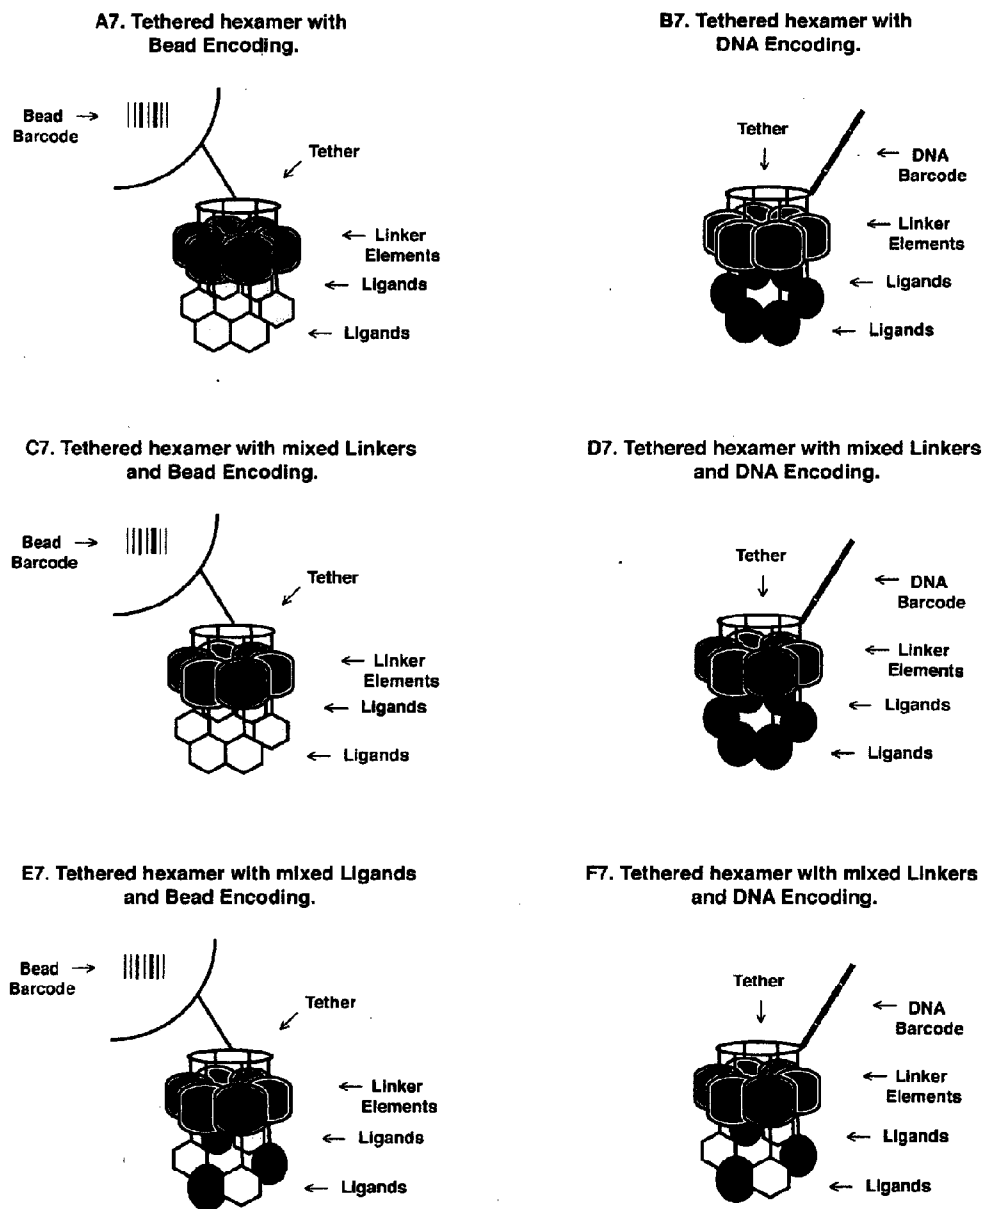 A7. Tethered hexamer with
Bead Encoding.
Bead →
Barcode
Tether
← Linker
Elements
← Ligands
← Ligands
B7. Tethered hexamer with
DNA Encoding.
Tether
← DNA
Barcode
← Linker
Elements
← Ligands
← Ligands
C7. Tethered hexamer with mixed Linkers
and Bead Encoding.
Bead →
Barcode
Tether
← Linker
Elements
← Ligands
← Ligands
D7. Tethered hexamer with mixed Linkers
and DNA Encoding.
Tether
← DNA
Barcode
← Linker
Elements
← Ligands
← Ligands
E7. Tethered hexamer with mixed Ligands
and Bead Encoding.
Bead →
Barcode
Tether
← Linker
Elements
← Ligands
← Ligands
F7. Tethered hexamer with mixed Linkers
and DNA Encoding.
Tether
← DNA
Barcode
← Linker
Elements
← Ligands
← Ligands